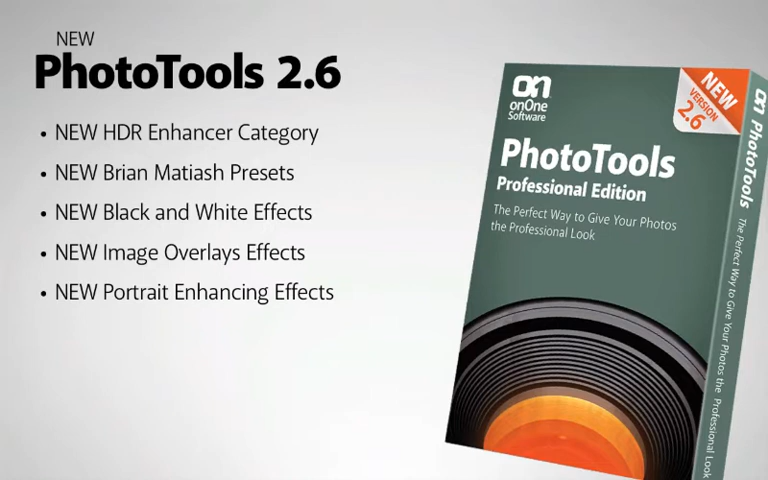 NEW
PhotoTools 2.6
• NEW HDR Enhancer Category
• NEW Brian Matiash Presets
• NEW Black and White Effects
• NEW Image Overlays Effects
• NEW Portrait Enhancing Effects
on
onOne
Software
NEW
VERSION
2.6
PhotoTools
Professional Edition
The Perfect Way to Give Your Photos
the Professional Look
on PhotoTools The Perfect Way to Give Your Photos the Professional Look